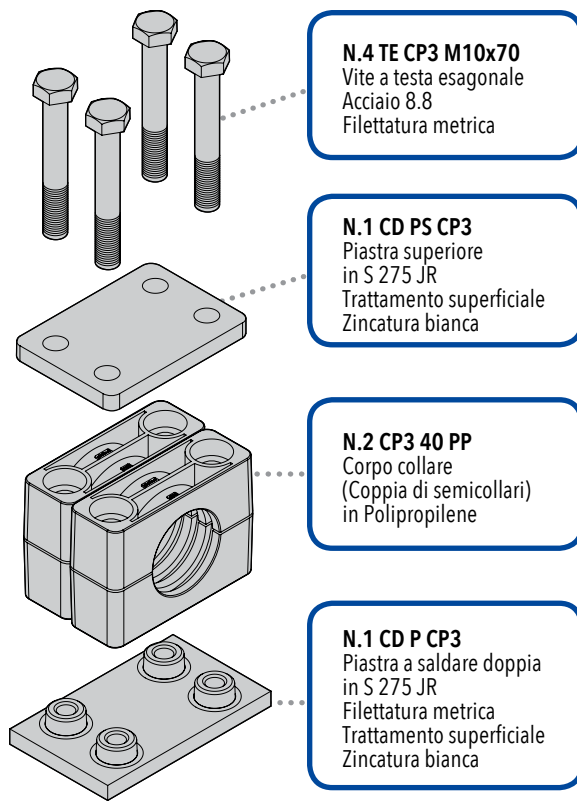 N.4 TE CP3 M10x70
Vite a testa esagonale
Acciaio 8.8
Filettatura metrica
N.1 CD PS CP3
Piastra superiore
in S 275 JR
Trattamento superficiale
Zincatura bianca
N.2 CP3 40 PP
Corpo collare
(Coppia di semicollari)
in Polipropilene
N.1 CD P CP3
Piastra a saldare doppia
in S 275 JR
Filettatura metrica
Trattamento superficiale
Zincatura bianca